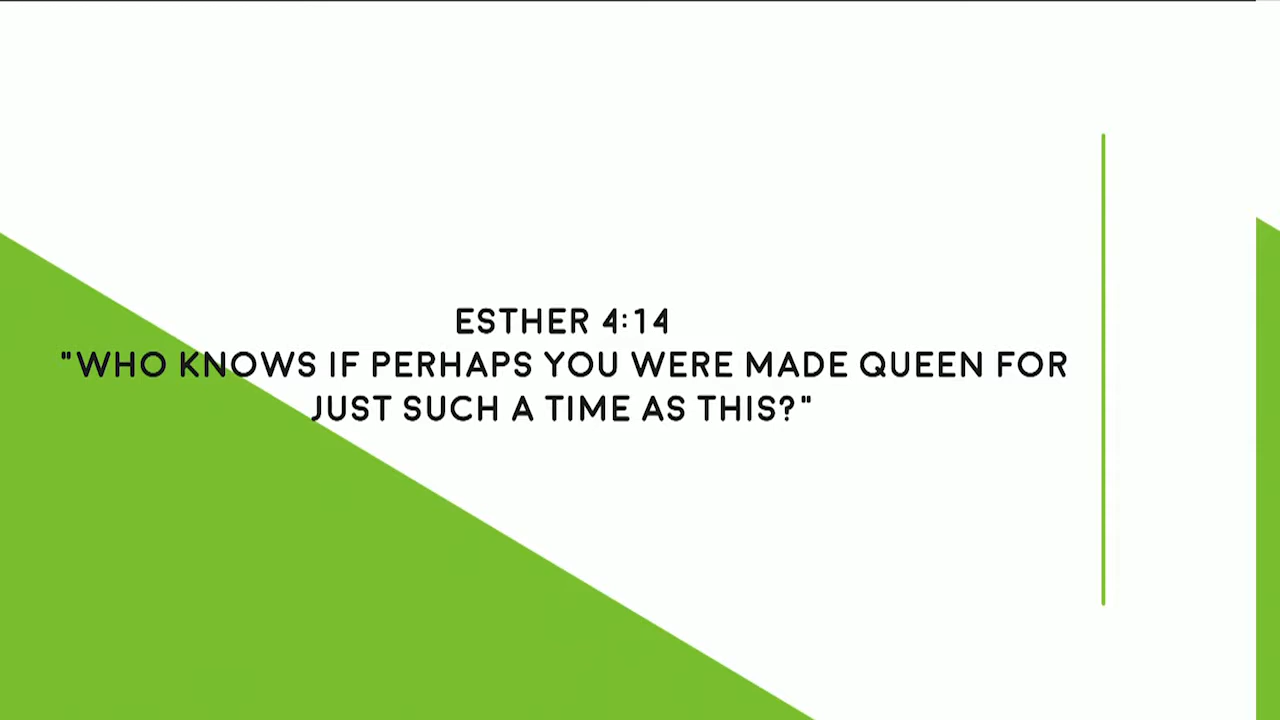 ESTHER 4:14
"WHO KNOWS IF PERHAPS YOU WERE MADE QUEEN FOR
JUST SUCH A TIME AS THIS?"